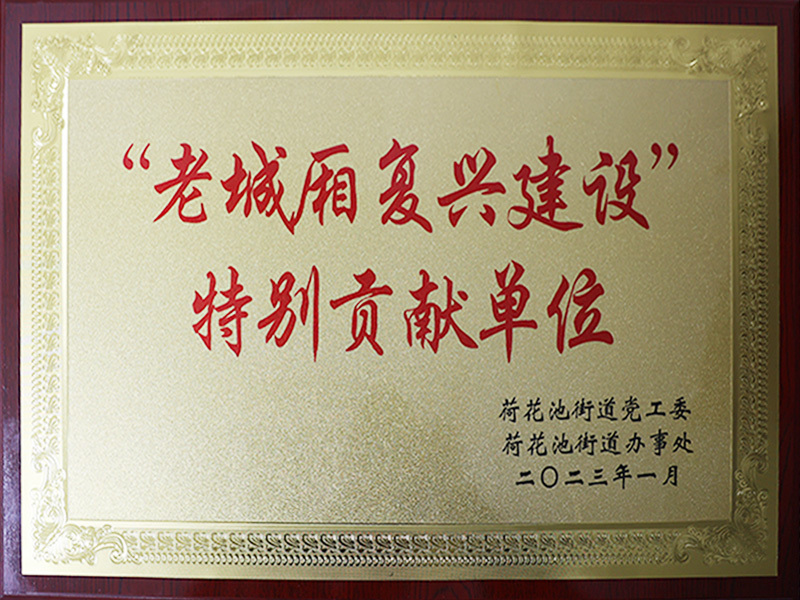 “老城厢复兴建设”
特别贡献单位
荷花池街道党工委
荷花池街道办事处
二〇二三年一月